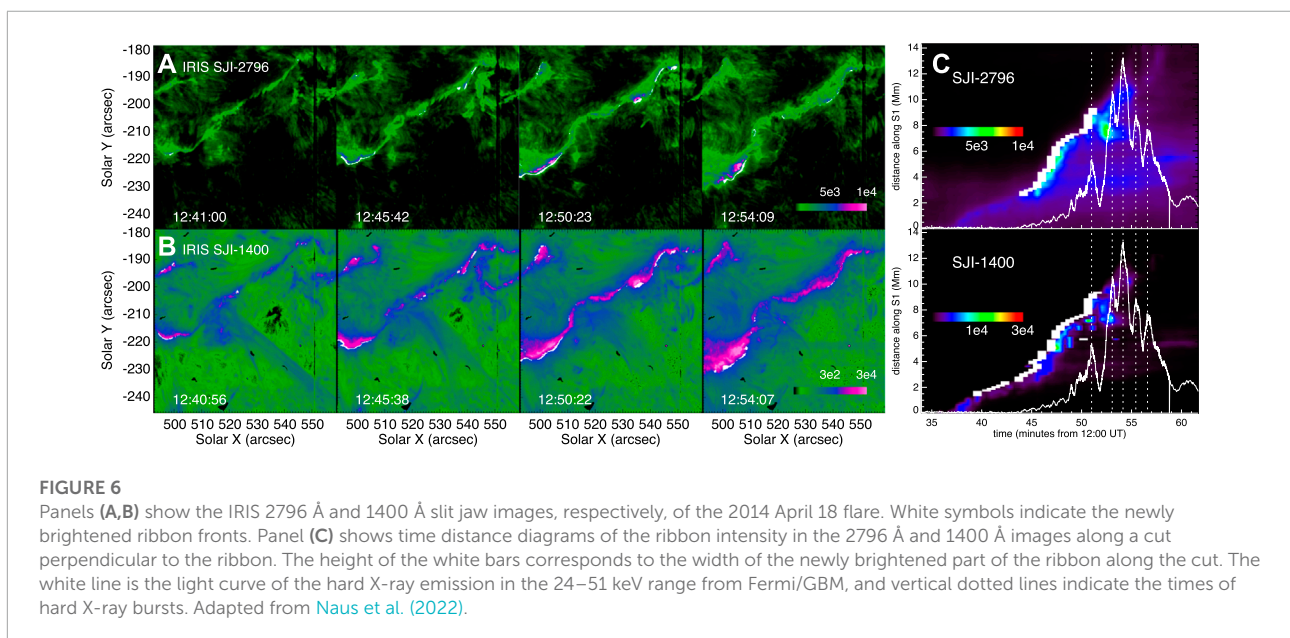 A IRIS SJI-2796
-180
-190
-200
-210
-220
-230
-240
Solar Y (arcsec)
12:41:00
12:45:42
12:50:23
12:54:09
5e3 1e4
B IRIS SJI-1400
-180
-190
-200
-210
-220
-230
-240
Solar Y (arcsec)
12:40:56
12:45:38
12:50:22
12:54:07
3e2 3e4
500 510 520 530 540 550
500 510 520 530 540 550
500 510 520 530 540 550
500 510 520 530 540 550
Solar X (arcsec)
Solar X (arcsec)
Solar X (arcsec)
Solar X (arcsec)
C
SJI-2796
14
12
10
8
6
4
2
0
distance along S1 (Mm)
5e3 1e4
SJI-1400
14
12
10
8
6
4
2
0
distance along S1 (Mm)
1e4 3e4
35 40 45 50 55 60
time (minutes from 12:00 UT)
FIGURE 6
Panels (A,B) show the IRIS 2796 Å and 1400 Å slit jaw images, respectively, of the 2014 April 18 flare. White symbols indicate the newly
brightened ribbon fronts. Panel (C) shows time distance diagrams of the ribbon intensity in the 2796 Å and 1400 Å images along a cut
perpendicular to the ribbon. The height of the white bars corresponds to the width of the newly brightened part of the ribbon along the cut. The
white line is the light curve of the hard X-ray emission in the 24–51 keV range from Fermi/GBM, and vertical dotted lines indicate the times of
hard X-ray bursts. Adapted from Naus et al. (2022).